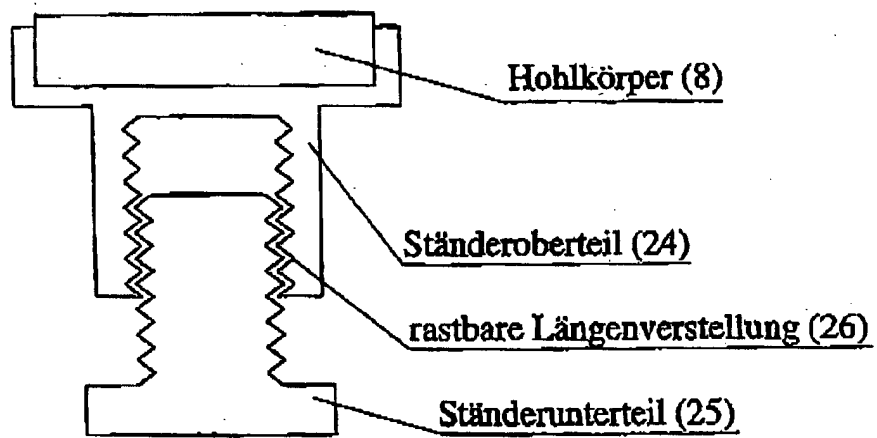 Hohlkörper (8)
Ständeroberteil (24)
rastbare Längenverstellung (26)
Ständerunterteil (25)